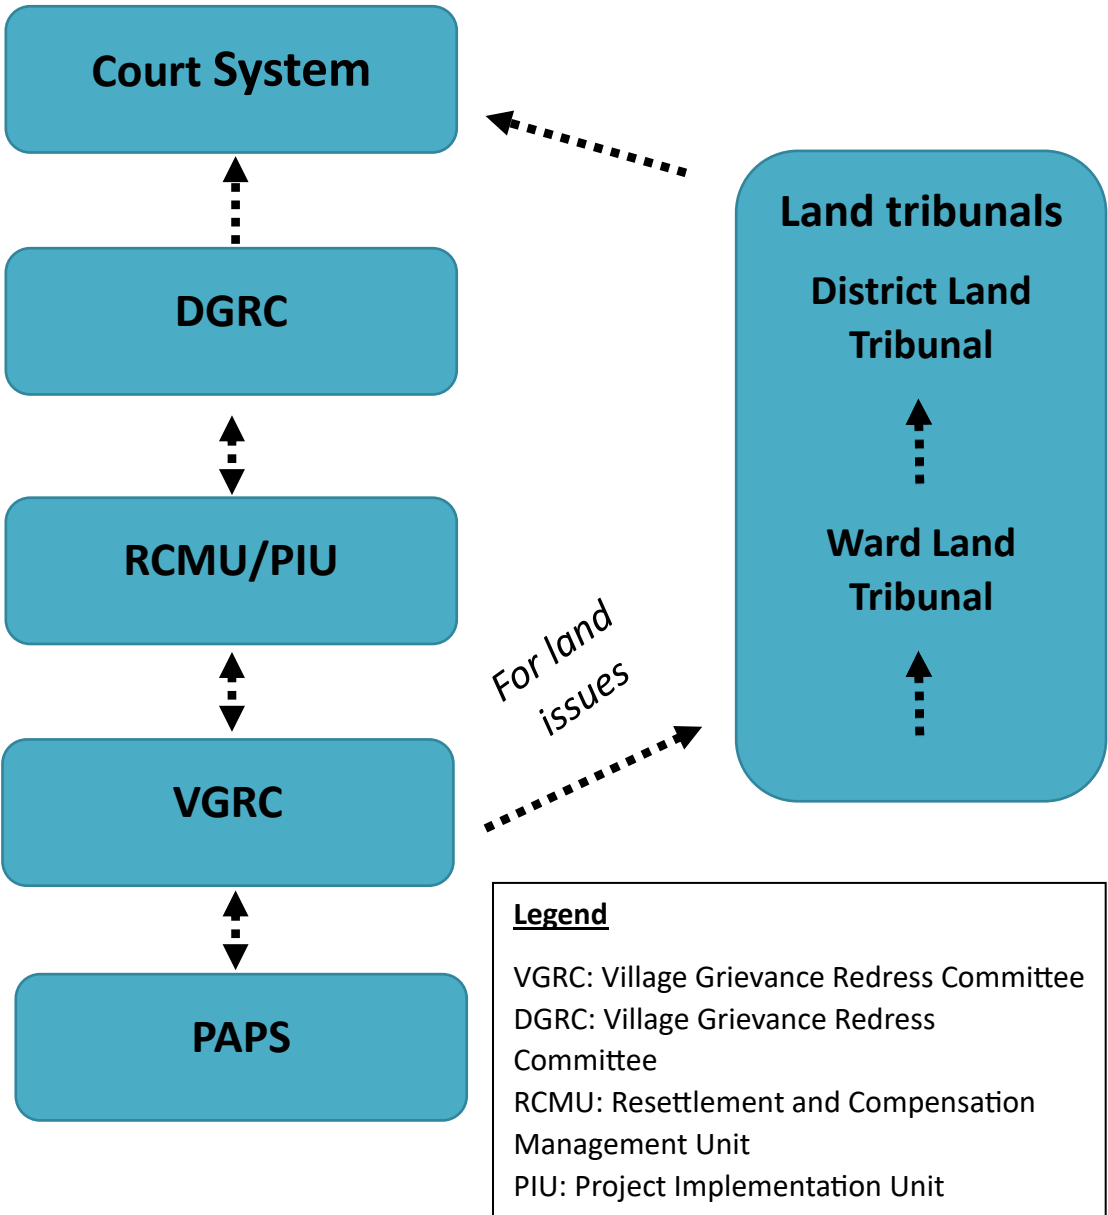 Court System
DGRC
RCMU/PIU
VGRC
PAPS
For land
issues
Land tribunals
District Land
Tribunal
Ward Land
Tribunal
Legend
VGRC: Village Grievance Redress Committee
DGRC: Village Grievance Redress
Committee
RCMU: Resettlement and Compensation
Management Unit
PIU: Project Implementation Unit